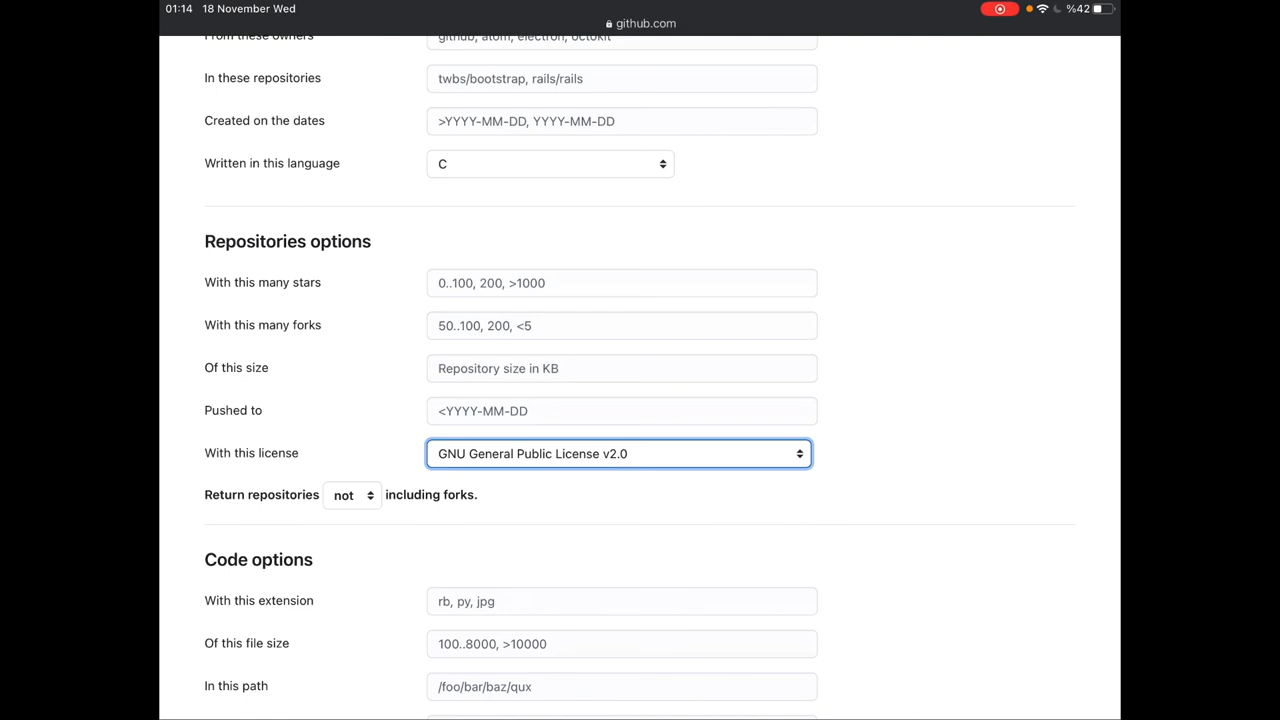 01:14 18 November Wed %42
github.com
From these owners github, atom, electron, octokit
In these repositories twbs/bootstrap, rails/rails
Created on the dates >YYYY-MM-DD, YYYY-MM-DD
Written in this language C
Repositories options
With this many stars 0..100, 200, >1000
With this many forks 50..100, 200, <5
Of this size Repository size in KB
Pushed to <YYYY-MM-DD
With this license GNU General Public License v2.0
Return repositories not including forks.
Code options
With this extension rb, py, jpg
Of this file size 100..8000, >10000
In this path /foo/bar/baz/qux